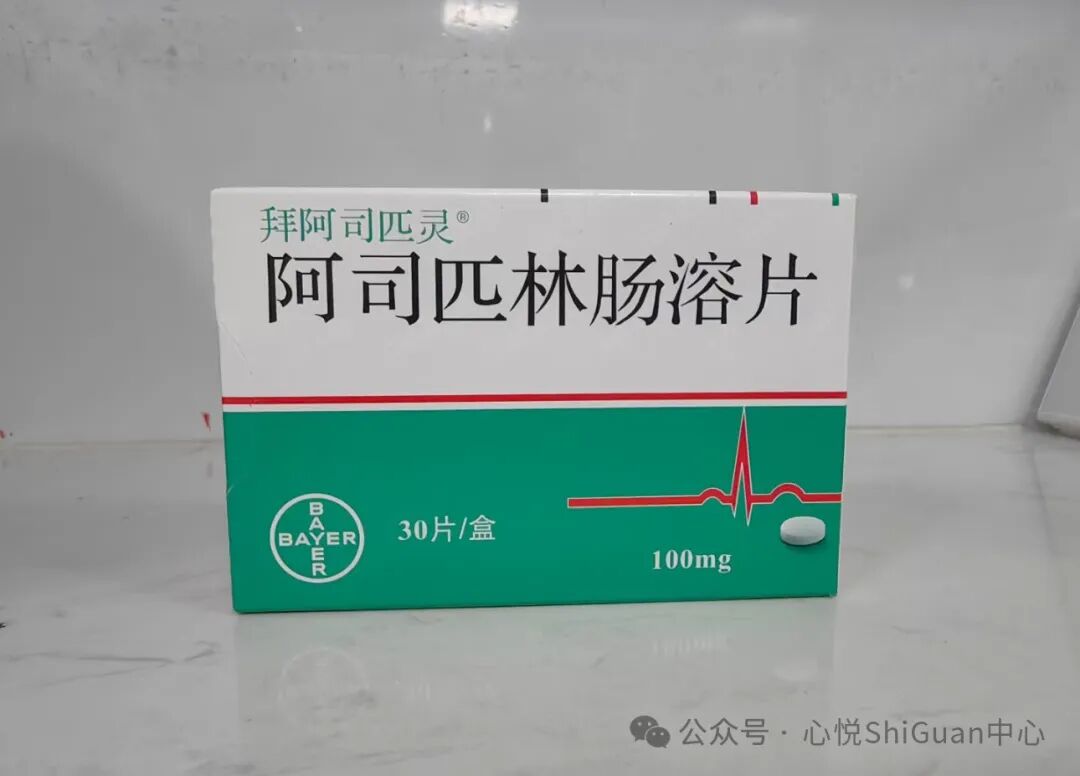 拜阿司匹灵®
阿司匹林肠溶片
BAYER
BAYER
30片/盒
100mg
公众号 · 心悦ShiGuan中心